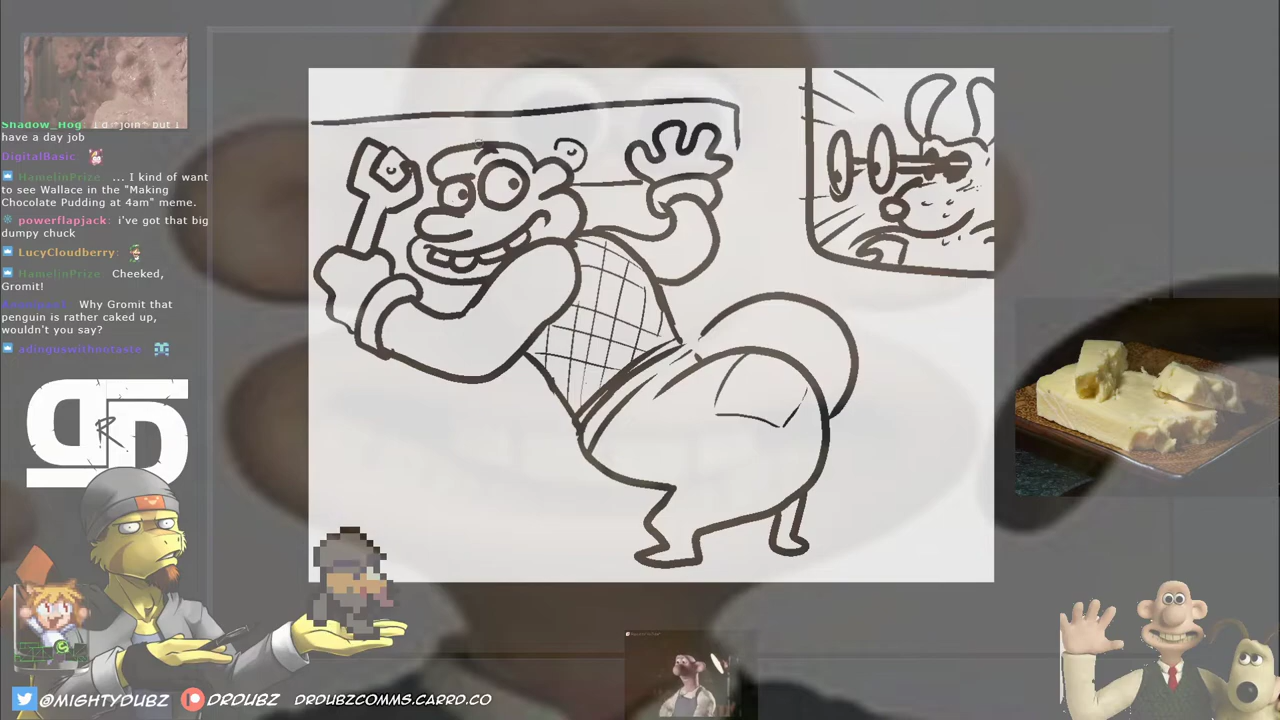 Shadow_Hog: I'd "join" but I
have a day job
DigitalBasic:
HamelinPrize: ... I kind of want
to see Wallace in the "Making
Chocolate Pudding at 4am" meme.
powerflapjack: i've got that big
dumpy chuck
LucyCloudberry:
HamelinPrize: Cheeked,
Gromit!
Why Gromit that
penguin is rather caked up,
wouldn't you say?
adinguswithnotaste
DRD
@MIGHTYDUBZ DRDUBZ DRDUBZCOMMS.CARRD.CO